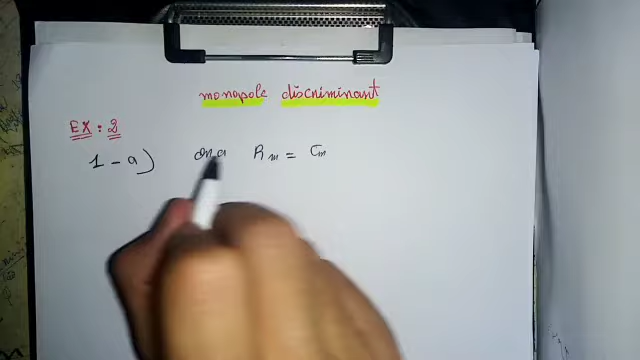 monopole discriminant
EX : 2
1 - a) on a Rm = Cm